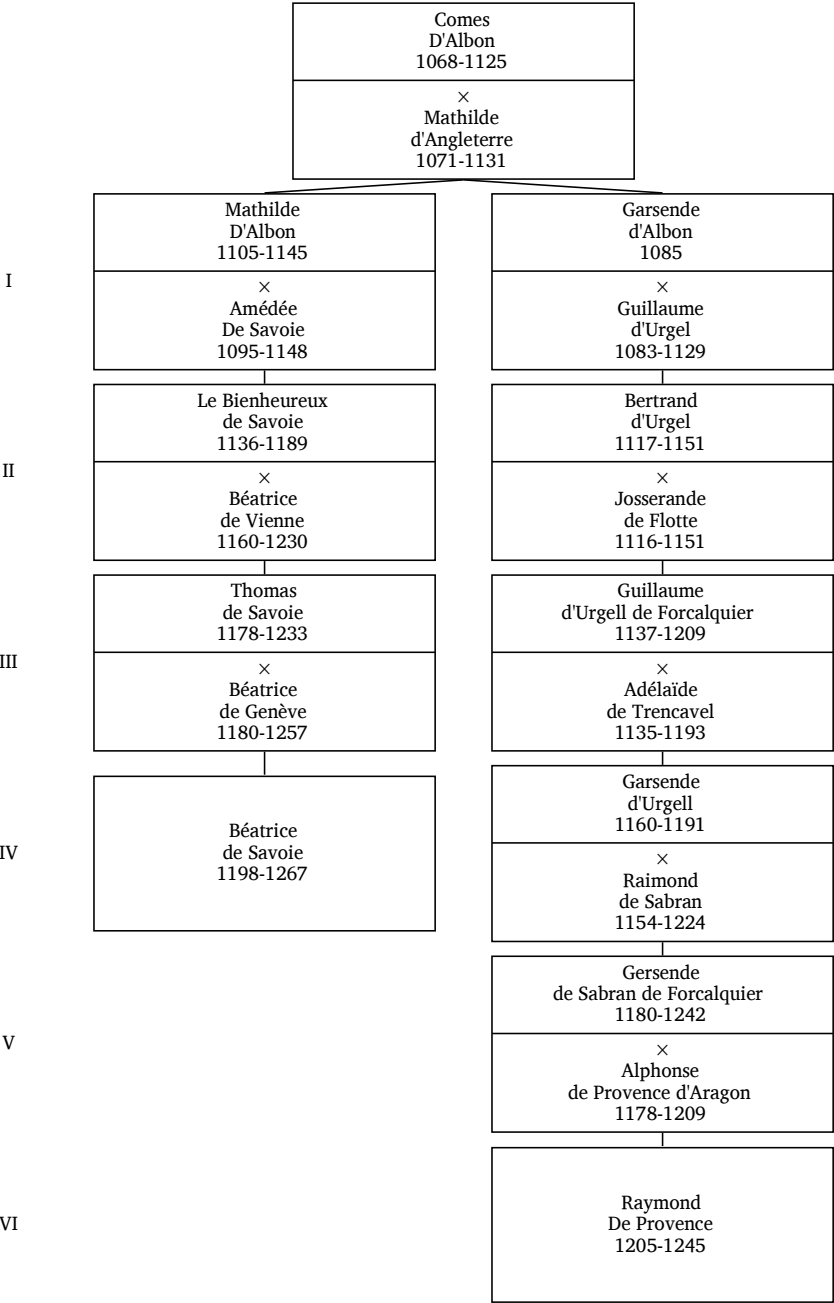 Comes
D'Albon
1068-1125
×
Mathilde
d'Angleterre
1071-1131
I
Mathilde
D'Albon
1105-1145
×
Amédée
De Savoie
1095-1148
Garsende
d'Albon
1085
×
Guillaume
d'Urgel
1083-1129
II
Le Bienheureux
de Savoie
1136-1189
×
Béatrice
de Vienne
1160-1230
Bertrand
d'Urgel
1117-1151
×
Josserande
de Flotte
1116-1151
III
Thomas
de Savoie
1178-1233
×
Béatrice
de Genève
1180-1257
Guillaume
d'Urgell de Forcalquier
1137-1209
×
Adélaïde
de Trencavel
1135-1193
IV
Béatrice
de Savoie
1198-1267
Garsende
d'Urgell
1160-1191
×
Raimond
de Sabran
1154-1224
V
Gersende
de Sabran de Forcalquier
1180-1242
×
Alphonse
de Provence d'Aragon
1178-1209
VI
Raymond
De Provence
1205-1245